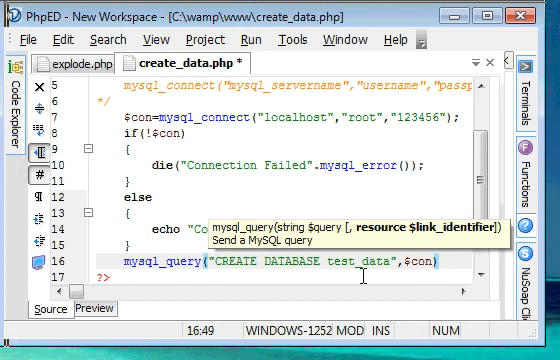 PhpED - New Workspace - [C:\wamp\www\create_data.php]
File Edit Search View Project Run Tools Window Help
explode.php create_data.php *
Code Explorer
Terminals
Functions
NuSoap Cli
5 mysql_connect("mysql_servername","username","passp
6 */
7 $con=mysql_connect("localhost","root","123456");
8 if(!$con)
9 {
10 die("Connection Failed".mysql_error());
11 }
12 else
13 {
14 echo "Co
mysql_query(string $query [, resource $link_identifier])
Send a MySQL query
15 }
16 mysql_query("CREATE DATABASE test_data",$con)
17 ?>
Source Preview
16:49 WINDOWS-1252 MOD INS NUM